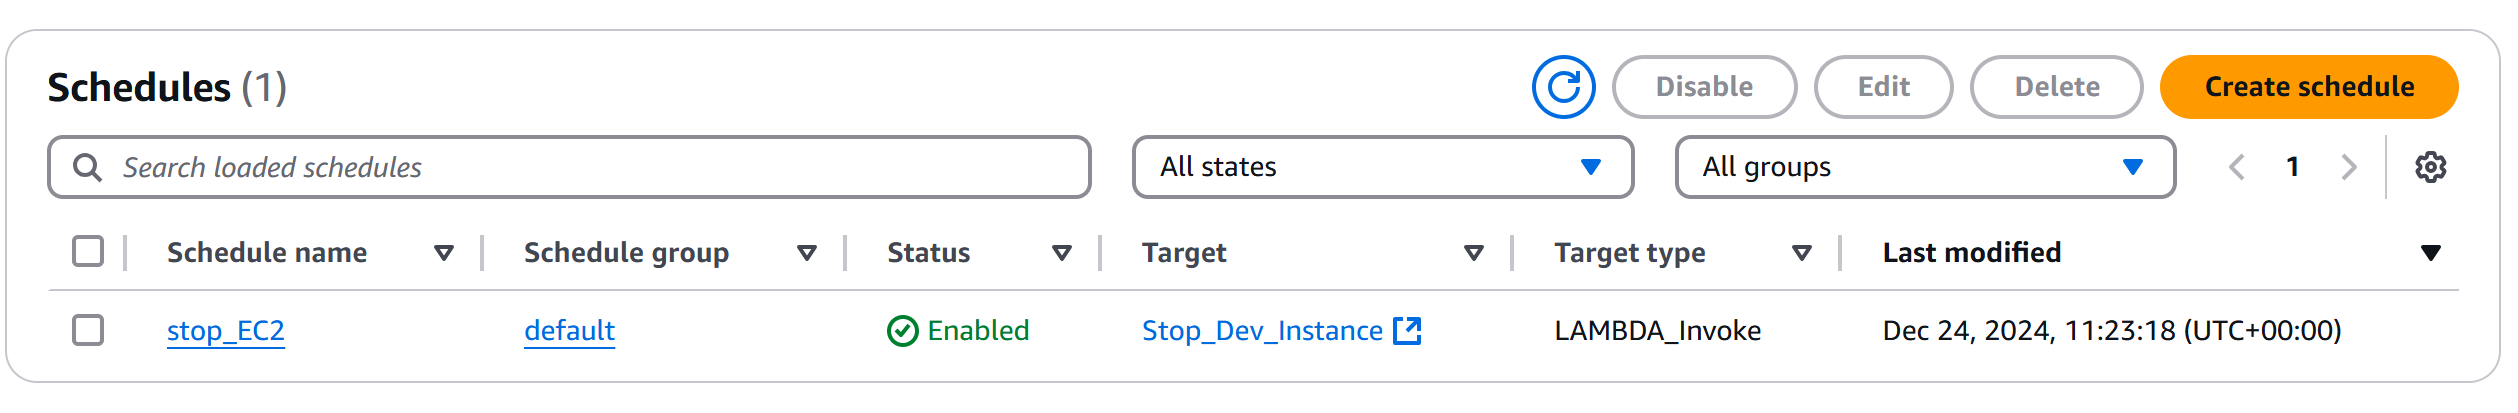 Schedules (1)
Disable
Edit
Delete
Create schedule
Search loaded schedules
All states
All groups
1
Schedule name
Schedule group
Status
Target
Target type
Last modified
stop_EC2
default
Enabled
Stop_Dev_Instance
LAMBDA_Invoke
Dec 24, 2024, 11:23:18 (UTC+00:00)